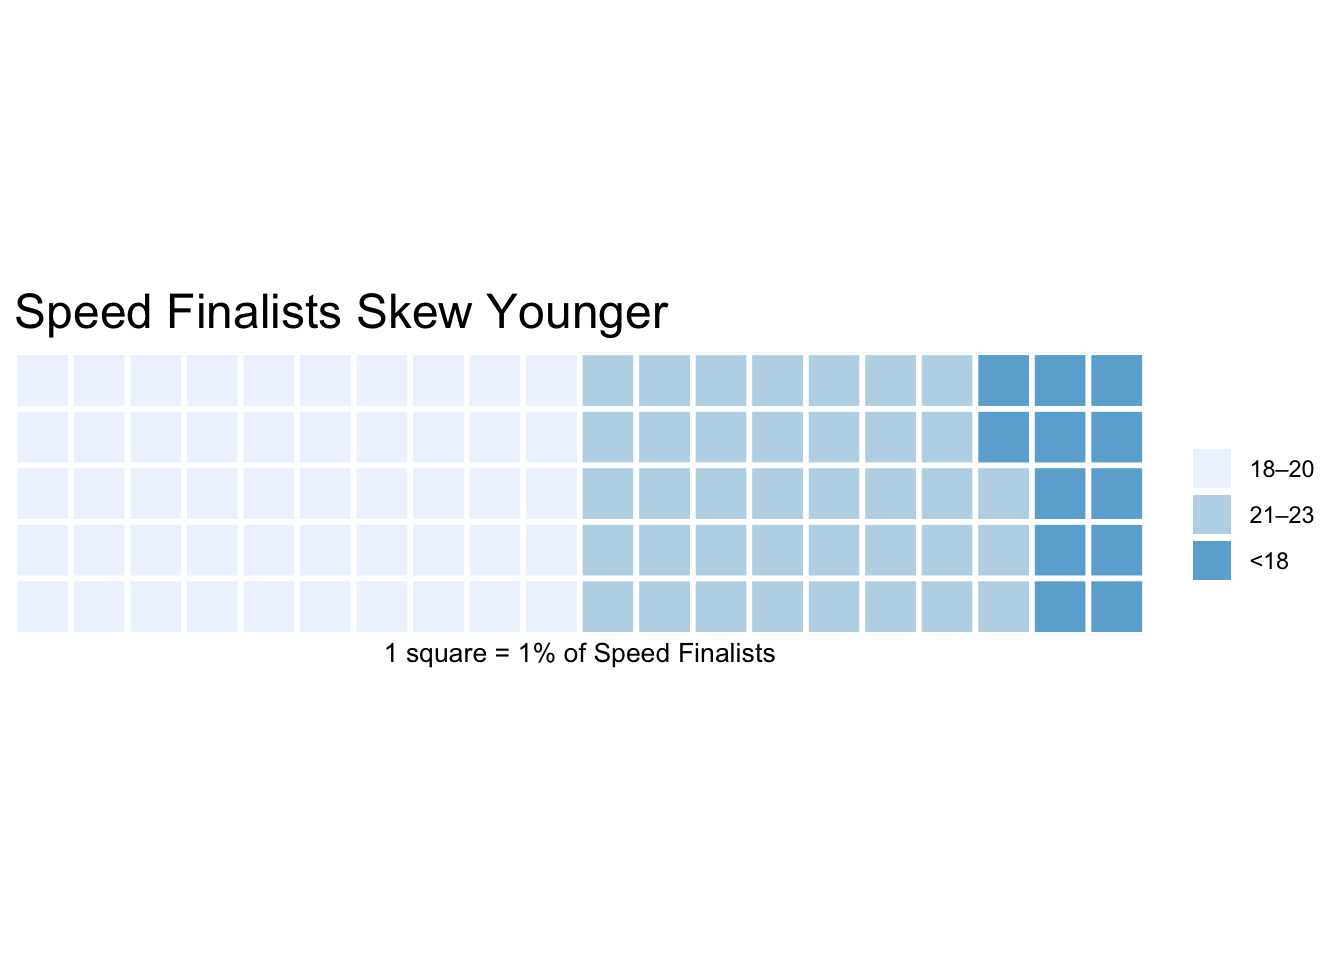 Speed Finalists Skew Younger
18–20
21–23
<18
1 square = 1% of Speed Finalists